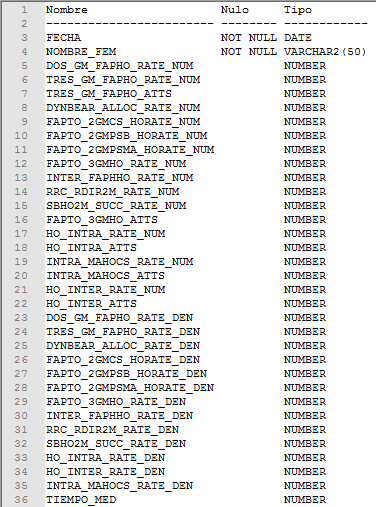 1 Nombre Nulo Tipo
2 ------------------------ -------- ------------
3 FECHA NOT NULL DATE
4 NOMBRE_FEM NOT NULL VARCHAR2(50)
5 DOS_GM_FAPHO_RATE_NUM NUMBER
6 TRES_GM_FAPHO_RATE_NUM NUMBER
7 TRES_GM_FAPHO_ATTS NUMBER
8 DYNBEAR_ALLOC_RATE_NUM NUMBER
9 FAPTO_2GMCS_HORATE_NUM NUMBER
10 FAPTO_2GMPSB_HORATE_NUM NUMBER
11 FAPTO_2GMPSMA_HORATE_NUM NUMBER
12 FAPTO_3GMHO_RATE_NUM NUMBER
13 INTER_FAPHHO_RATE_NUM NUMBER
14 RRC_RDIR2M_RATE_NUM NUMBER
15 SBHO2M_SUCC_RATE_NUM NUMBER
16 FAPTO_3GMHO_ATTS NUMBER
17 HO_INTRA_RATE_NUM NUMBER
18 HO_INTRA_ATTS NUMBER
19 INTRA_MAHOCS_RATE_NUM NUMBER
20 INTRA_MAHOCS_ATTS NUMBER
21 HO_INTER_RATE_NUM NUMBER
22 HO_INTER_ATTS NUMBER
23 DOS_GM_FAPHO_RATE_DEN NUMBER
24 TRES_GM_FAPHO_RATE_DEN NUMBER
25 DYNBEAR_ALLOC_RATE_DEN NUMBER
26 FAPTO_2GMCS_HORATE_DEN NUMBER
27 FAPTO_2GMPSB_HORATE_DEN NUMBER
28 FAPTO_2GMPSMA_HORATE_DEN NUMBER
29 FAPTO_3GMHO_RATE_DEN NUMBER
30 INTER_FAPHHO_RATE_DEN NUMBER
31 RRC_RDIR2M_RATE_DEN NUMBER
32 SBHO2M_SUCC_RATE_DEN NUMBER
33 HO_INTRA_RATE_DEN NUMBER
34 HO_INTER_RATE_DEN NUMBER
35 INTRA_MAHOCS_RATE_DEN NUMBER
36 TIEMPO_MED NUMBER